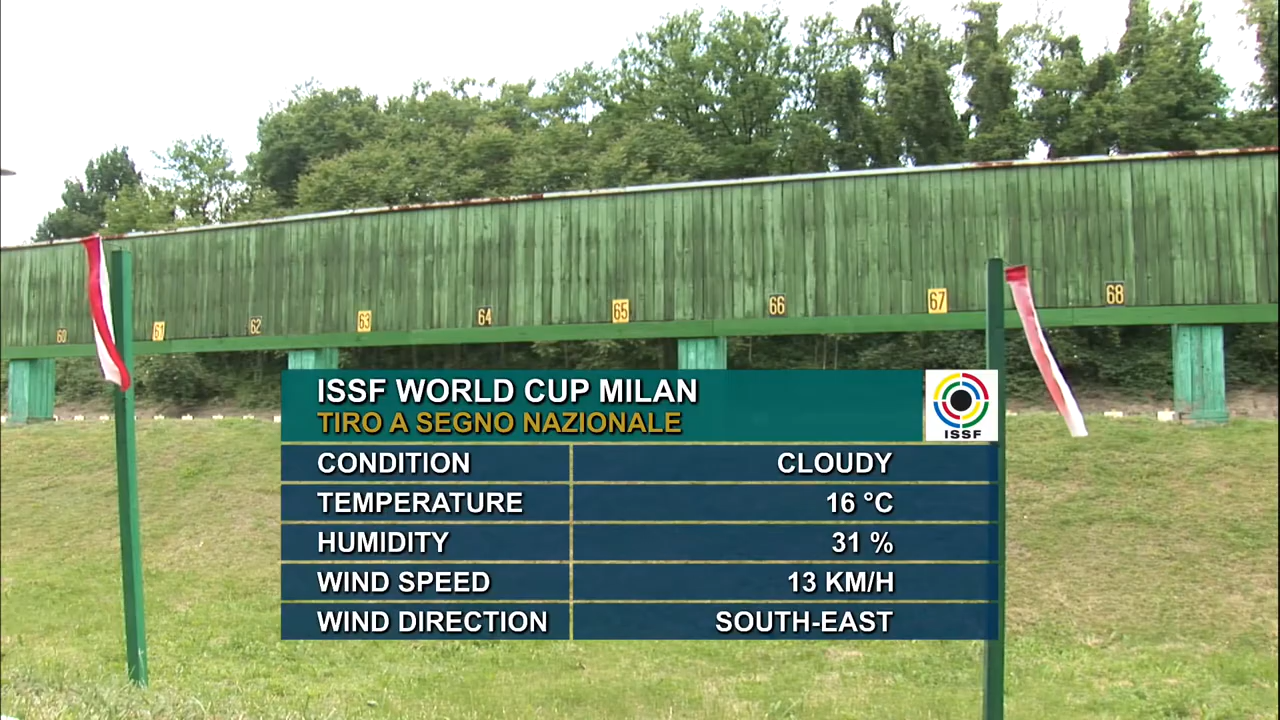 60 61 62 63 64 65 66 67 68
ISSF WORLD CUP MILAN
TIRO A SEGNO NAZIONALE
ISSF
CONDITION CLOUDY
TEMPERATURE 16 °C
HUMIDITY 31 %
WIND SPEED 13 KM/H
WIND DIRECTION SOUTH-EAST